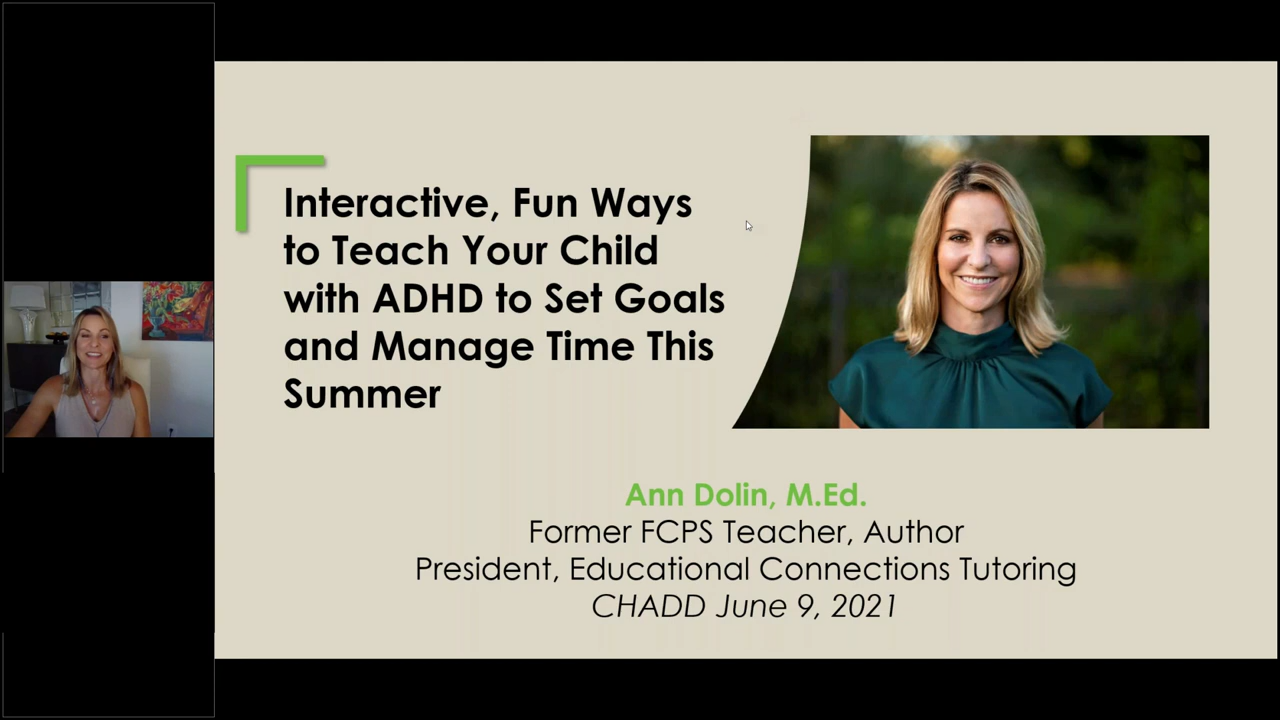 Interactive, Fun Ways
to Teach Your Child
with ADHD to Set Goals
and Manage Time This
Summer
Ann Dolin, M.Ed.
Former FCPS Teacher, Author
President, Educational Connections Tutoring
CHADD June 9, 2021